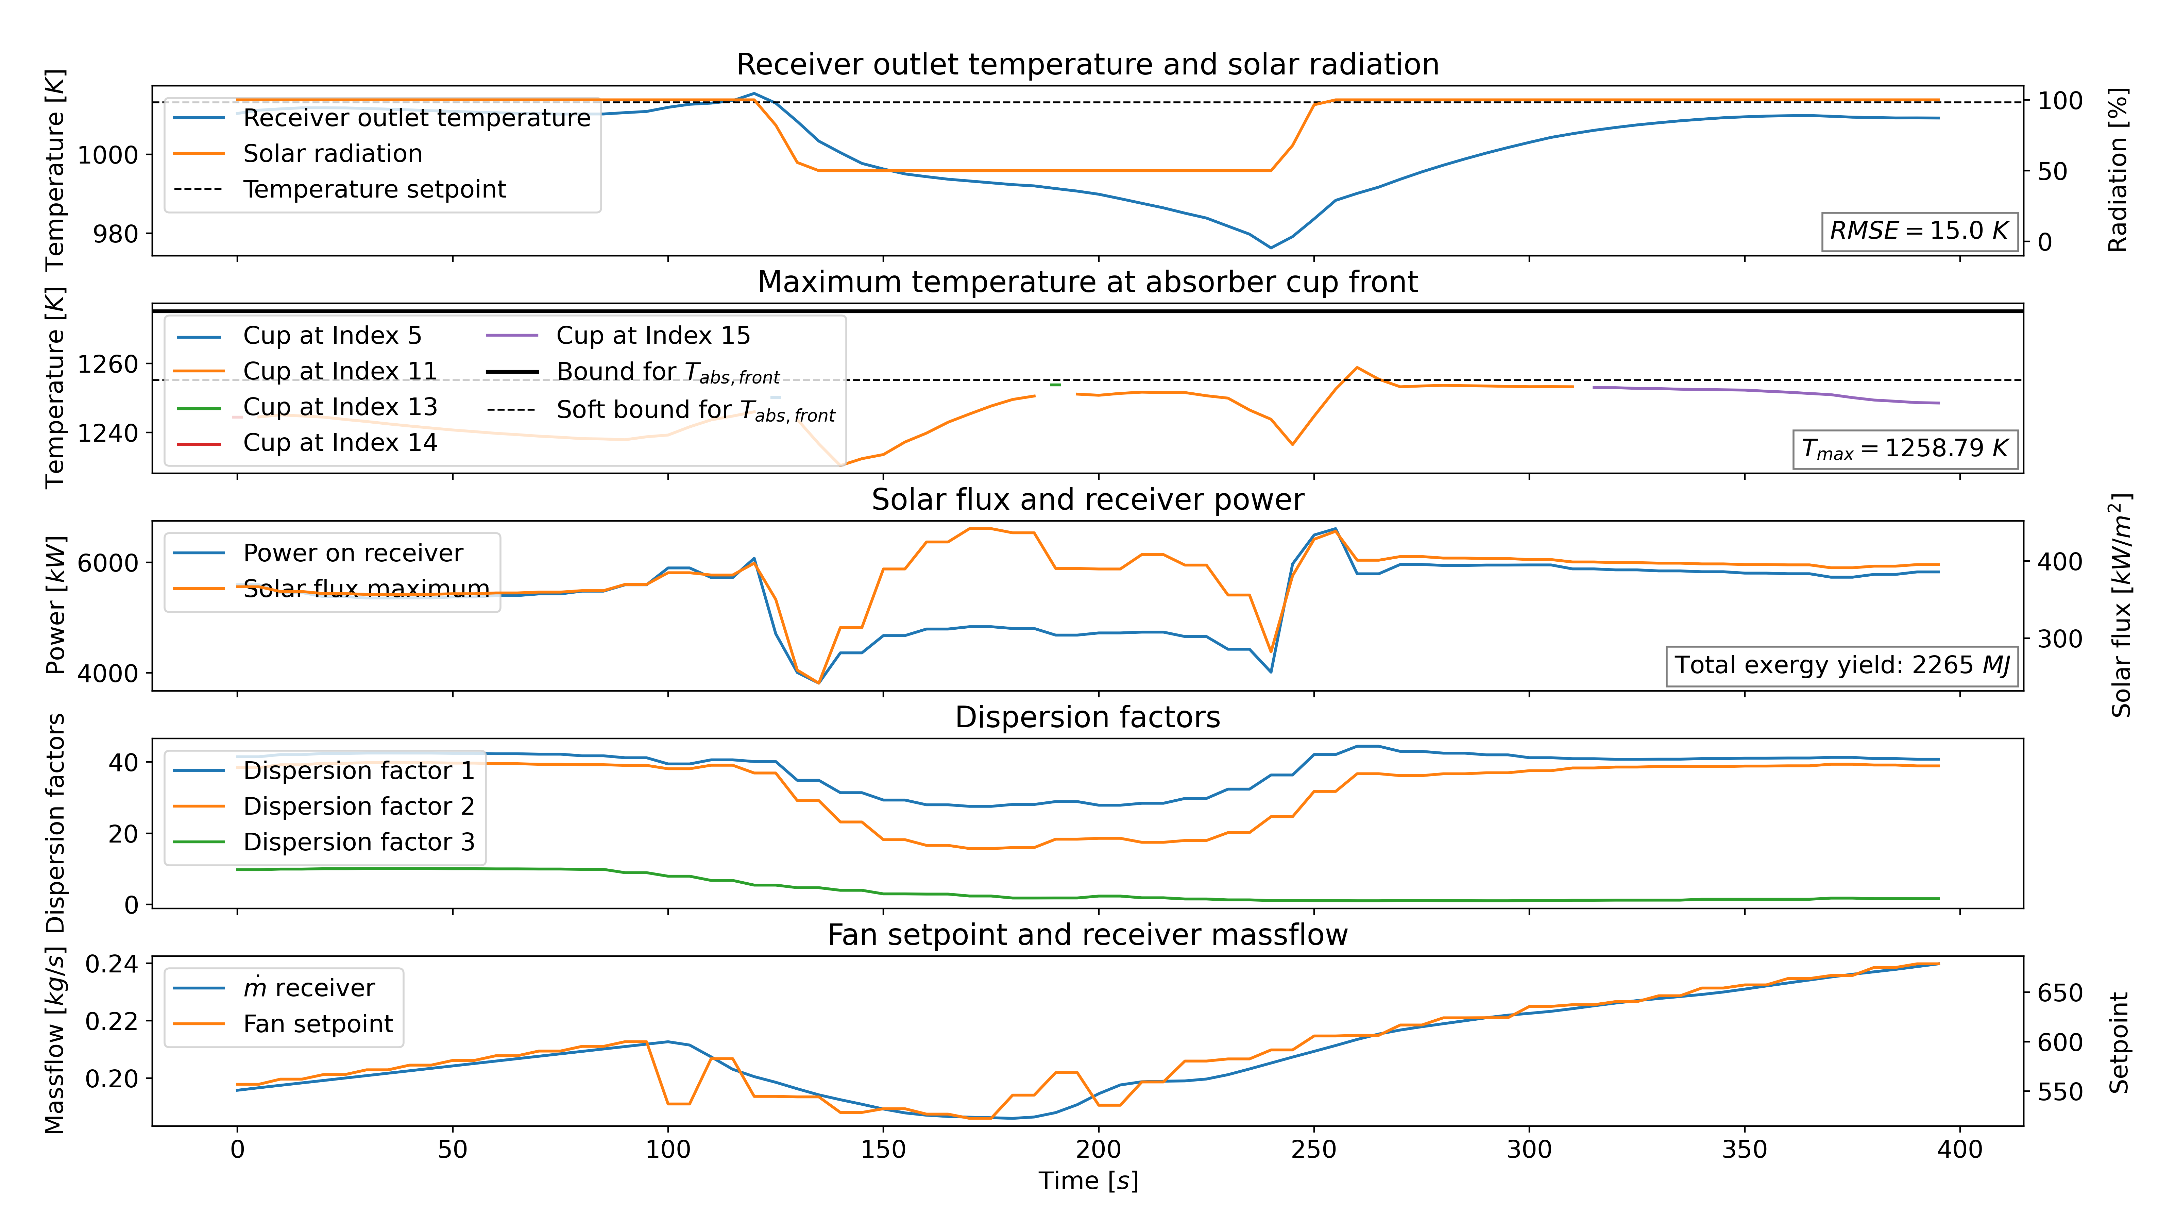 Receiver outlet temperature and solar radiation
Temperature [K]
1000
980
Receiver outlet temperature
Solar radiation
Temperature setpoint
RMSE = 15.0 K
100
50
0
Radiation [%]
Maximum temperature at absorber cup front
Temperature [K]
1260
1240
Cup at Index 5
Cup at Index 11
Cup at Index 13
Cup at Index 14
Cup at Index 15
Bound for T_abs,front
Soft bound for T_abs,front
T_max = 1258.79 K
Solar flux and receiver power
Power [kW]
6000
4000
Power on receiver
Solar flux maximum
Total exergy yield: 2265 MJ
400
300
Solar flux [kW/m²]
Dispersion factors
Dispersion factors
40
20
0
Dispersion factor 1
Dispersion factor 2
Dispersion factor 3
Fan setpoint and receiver massflow
Massflow [kg/s]
0.24
0.22
0.20
ṁ receiver
Fan setpoint
650
600
550
Setpoint
0 50 100 150 200 250 300 350 400
Time [s]